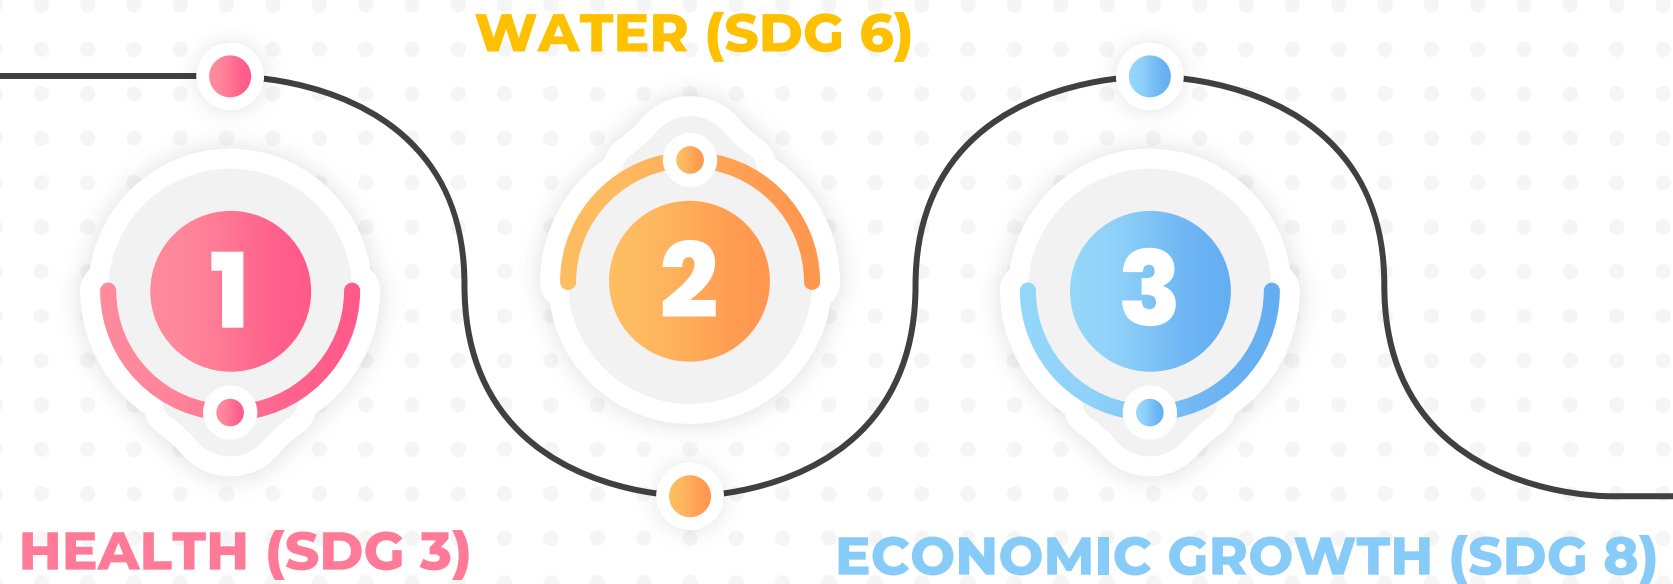 WATER (SDG 6)
1
2
3
HEALTH (SDG 3)
ECONOMIC GROWTH (SDG 8)